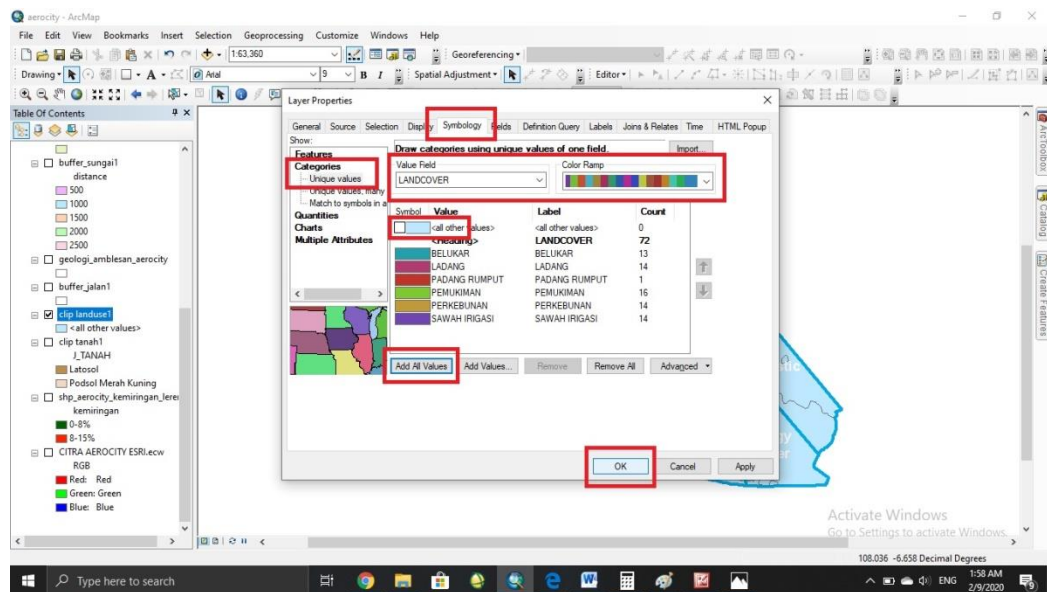 aerocity - ArcMap
File Edit View Bookmarks Insert Selection Geoprocessing Customize Windows Help
1:63,360 Georeferencing
Drawing A Arial 9 B I Spatial Adjustment Editor
Table Of Contents
buffer_sungai1
distance
500
1000
1500
2000
2500
geologi_amblesan_aerocity
buffer_jalan1
clip landuse1
<all other values>
clip tanah1
J_TANAH
Latosol
Podsol Merah Kuning
shp_aerocity_kemiringan_lerer
kemiringan
0-8%
8-15%
CITRA AEROCITY ESRI.ecw
RGB
Red: Red
Green: Green
Blue: Blue
Layer Properties
General Source Selection Display Symbology Fields Definition Query Labels Joins & Relates Time HTML Popup
Show:
Features
Categories
Unique values
Unique values, many
Match to symbols in a
Quantities
Charts
Multiple Attributes
Draw categories using unique values of one field. Import...
Value Field Color Ramp
LANDCOVER
Symbol Value Label Count
<all other values> <all other values> 0
<Heading> LANDCOVER 72
BELUKAR BELUKAR 13
LADANG LADANG 14
PADANG RUMPUT PADANG RUMPUT 1
PEMUKIMAN PEMUKIMAN 16
PERKEBUNAN PERKEBUNAN 14
SAWAH IRIGASI SAWAH IRIGASI 14
Add All Values Add Values... Remove Remove All Advanced
OK Cancel Apply
ArcToolbox
Catalog
Create Features
Activate Windows
Go to Settings to activate Windows.
108.036 -6.658 Decimal Degrees
Type here to search
ENG
1:58 AM
2/9/2020